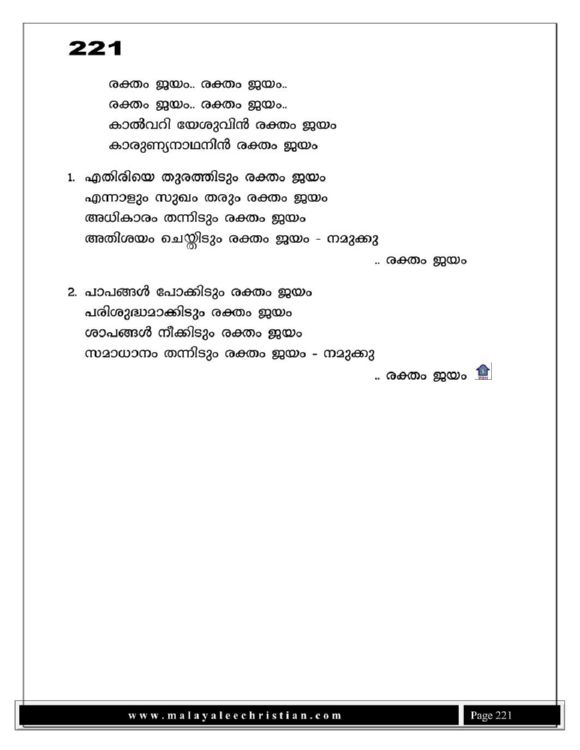 221
രക്തം ജയം.. രക്തം ജയം..
രക്തം ജയം.. രക്തം ജയം..
കാൽവറി യേശുവിൻ രക്തം ജയം
കാരുണ്യനാഥനിൻ രക്തം ജയം
1. എതിരിയെ തുരത്തിടും രക്തം ജയം
എന്നാളും സുഖം തരും രക്തം ജയം
അധികാരം തന്നിടും രക്തം ജയം
അതിശയം ചെയ്തിടും രക്തം ജയം - നമുക്കു
.. രക്തം ജയം
2. പാപങ്ങൾ പോക്കിടും രക്തം ജയം
പരിശുദ്ധമാക്കിടും രക്തം ജയം
ശാപങ്ങൾ നീക്കിടും രക്തം ജയം
സമാധാനം തന്നിടും രക്തം ജയം - നമുക്കു
.. രക്തം ജയം
www.malayaleechristian.com
Page 221